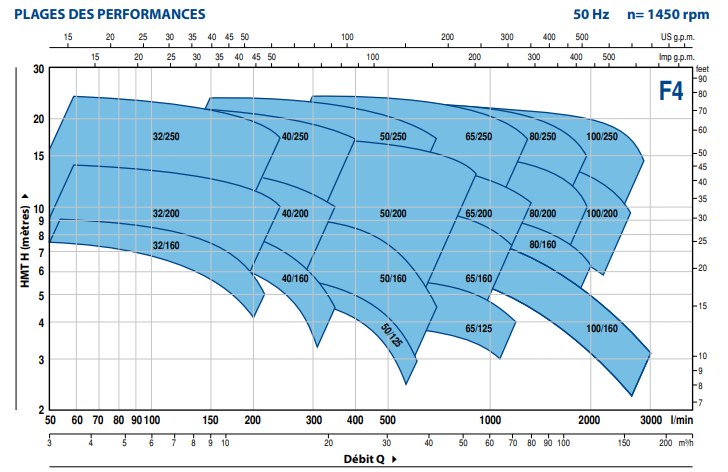 PLAGES DES PERFORMANCES 50 Hz n= 1450 rpm
15 20 25 30 35 40 45 50 100 200 300 400 500 US g.p.m.
15 20 25 30 35 40 45 50 100 200 300 400 500 Imp g.p.m.
feet
F4
30 20 15 10 9 8 7 6 5 4 3 2
HMT H (mètres)
90 80 70 60 50 45 40 35 30 25 20 15 10 9 8 7
32/250 40/250 50/250 65/250 80/250 100/250
32/200 40/200 50/200 65/200 80/200 100/200
32/160 80/160
40/160 50/160 65/160
50/125 65/125 100/160
50 60 70 80 90 100 150 200 300 400 500 1000 2000 3000 l/min
3 4 5 6 7 8 9 10 20 30 40 50 60 70 80 90 100 150 200 m³/h
Débit Q